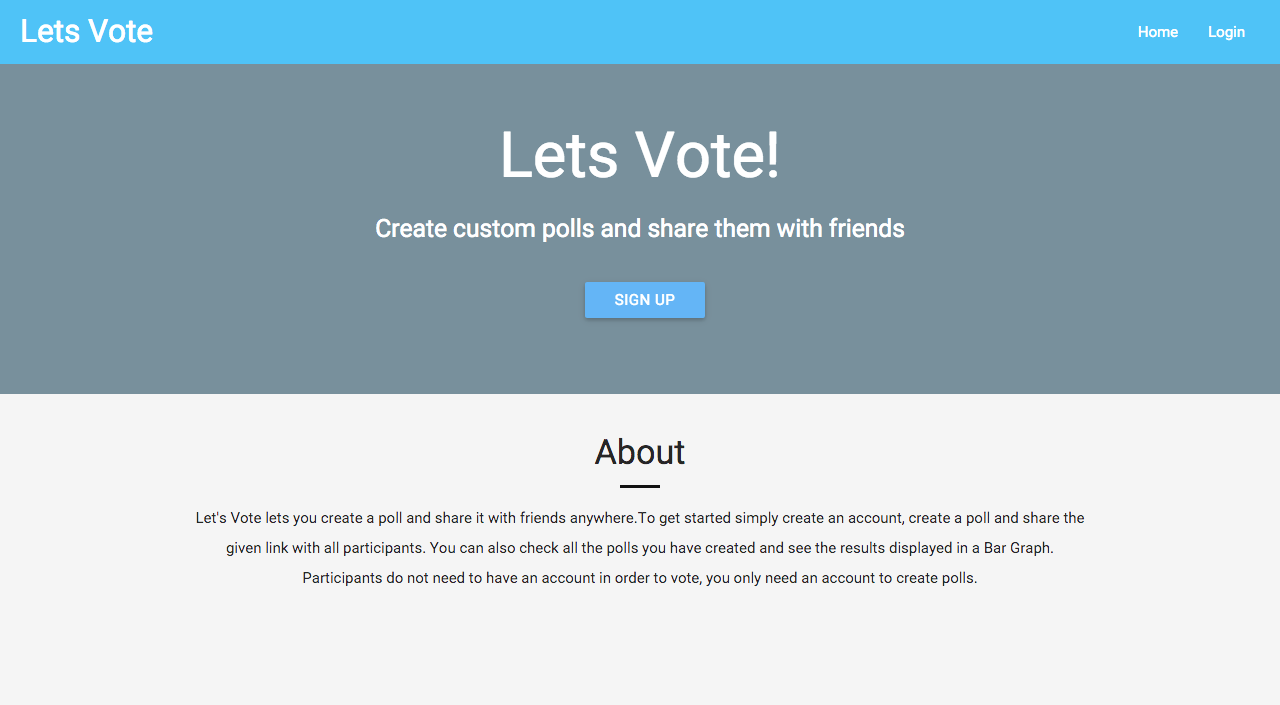 Lets Vote
Home
Login
Lets Vote!
Create custom polls and share them with friends
SIGN UP
About
Let's Vote lets you create a poll and share it with friends anywhere.To get started simply create an account, create a poll and share the
given link with all participants. You can also check all the polls you have created and see the results displayed in a Bar Graph.
Participants do not need to have an account in order to vote, you only need an account to create polls.